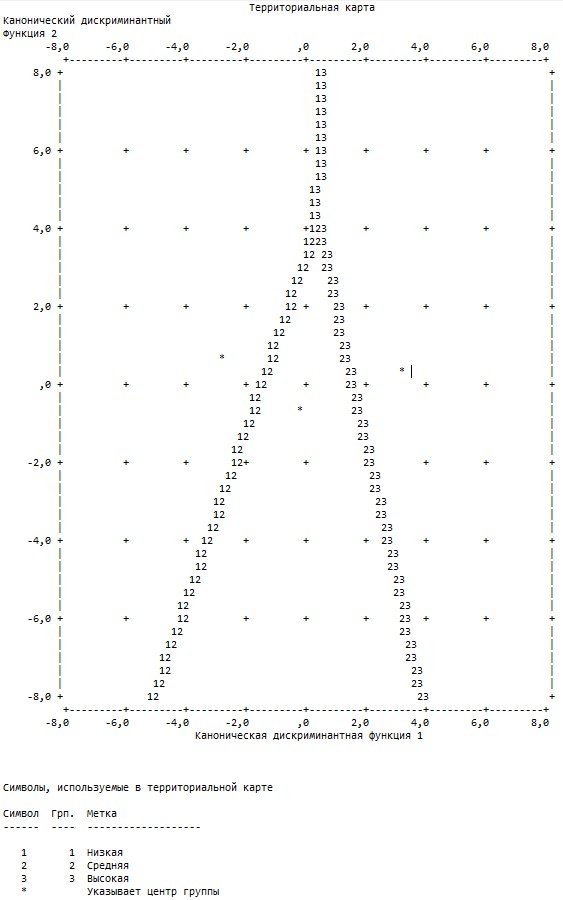 Территориальная карта
Канонический дискриминантный
Функция 2
-8,0 -6,0 -4,0 -2,0 ,0 2,0 4,0 6,0 8,0
+---------+---------+---------+---------+---------+---------+---------+---------+
8,0 + 13 +
| 13 |
| 13 |
| 13 |
| 13 |
| 13 |
6,0 + + + + + 13 + + + +
| 13 |
| 13 |
| 13 |
| 13 |
| 13 |
4,0 + + + + +123 + + + +
| 1223 |
| 12 23 |
| 12 23 |
| 12 23 |
| 12 23 |
2,0 + + + + 12 + 23 + + + +
| 12 23 |
| 12 23 |
| 12 23 |
| * 12 23 |
| 12 23 * |
,0 + + + + 12 + 23 + + + +
| 12 23 |
| 12 * 23 |
| 12 23 |
| 12 23 |
| 12 23 |
-2,0 + + + 12+ + 23 + + +
| 12 23 |
| 12 23 |
| 12 23 |
| 12 23 |
| 12 23 |
-4,0 + + + 12 + + + 23 + + +
| 12 23 |
| 12 23 |
| 12 23 |
| 12 23 |
| 12 23 |
-6,0 + + 12 + + + 23 + + +
| 12 23 |
| 12 23 |
| 12 23 |
| 12 23 |
| 12 23 |
-8,0 + 12 23 +
+---------+---------+---------+---------+---------+---------+---------+---------+
-8,0 -6,0 -4,0 -2,0 ,0 2,0 4,0 6,0 8,0
Каноническая дискриминантная функция 1
Символы, используемые в территориальной карте
Символ Грп. Метка
------ ---- -------------------
1 1 Низкая
2 2 Средняя
3 3 Высокая
* Указывает центр группы